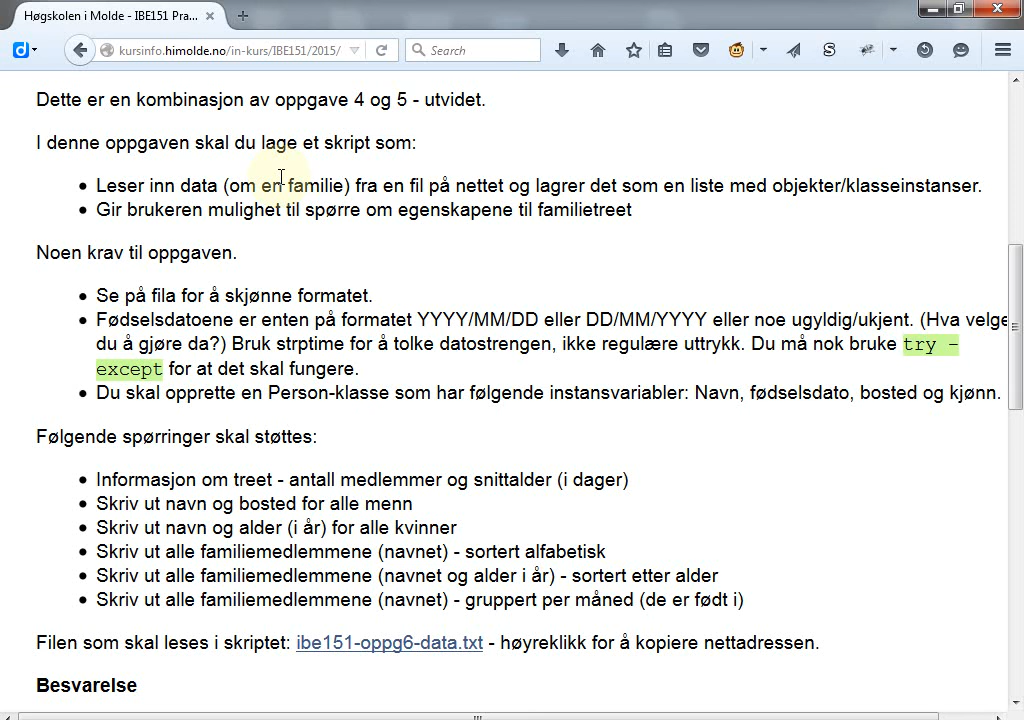 Høgskolen i Molde - IBE151 Pra...
kursinfo.himolde.no/in-kurs/IBE151/2015/
Search
Dette er en kombinasjon av oppgave 4 og 5 - utvidet.
I denne oppgaven skal du lage et skript som:
Leser inn data (om en familie) fra en fil på nettet og lagrer det som en liste med objekter/klasseinstanser.
Gir brukeren mulighet til spørre om egenskapene til familietreet
Noen krav til oppgaven.
Se på fila for å skjønne formatet.
Fødselsdatoene er enten på formatet YYYY/MM/DD eller DD/MM/YYYY eller noe ugyldig/ukjent. (Hva velge
du å gjøre da?) Bruk strptime for å tolke datostrengen, ikke regulære uttrykk. Du må nok bruke try -
except for at det skal fungere.
Du skal opprette en Person-klasse som har følgende instansvariabler: Navn, fødselsdato, bosted og kjønn.
Følgende spørringer skal støttes:
Informasjon om treet - antall medlemmer og snittalder (i dager)
Skriv ut navn og bosted for alle menn
Skriv ut navn og alder (i år) for alle kvinner
Skriv ut alle familiemedlemmene (navnet) - sortert alfabetisk
Skriv ut alle familiemedlemmene (navnet og alder i år) - sortert etter alder
Skriv ut alle familiemedlemmene (navnet) - gruppert per måned (de er født i)
Filen som skal leses i skriptet: ibe151-oppg6-data.txt - høyreklikk for å kopiere nettadressen.
Besvarelse